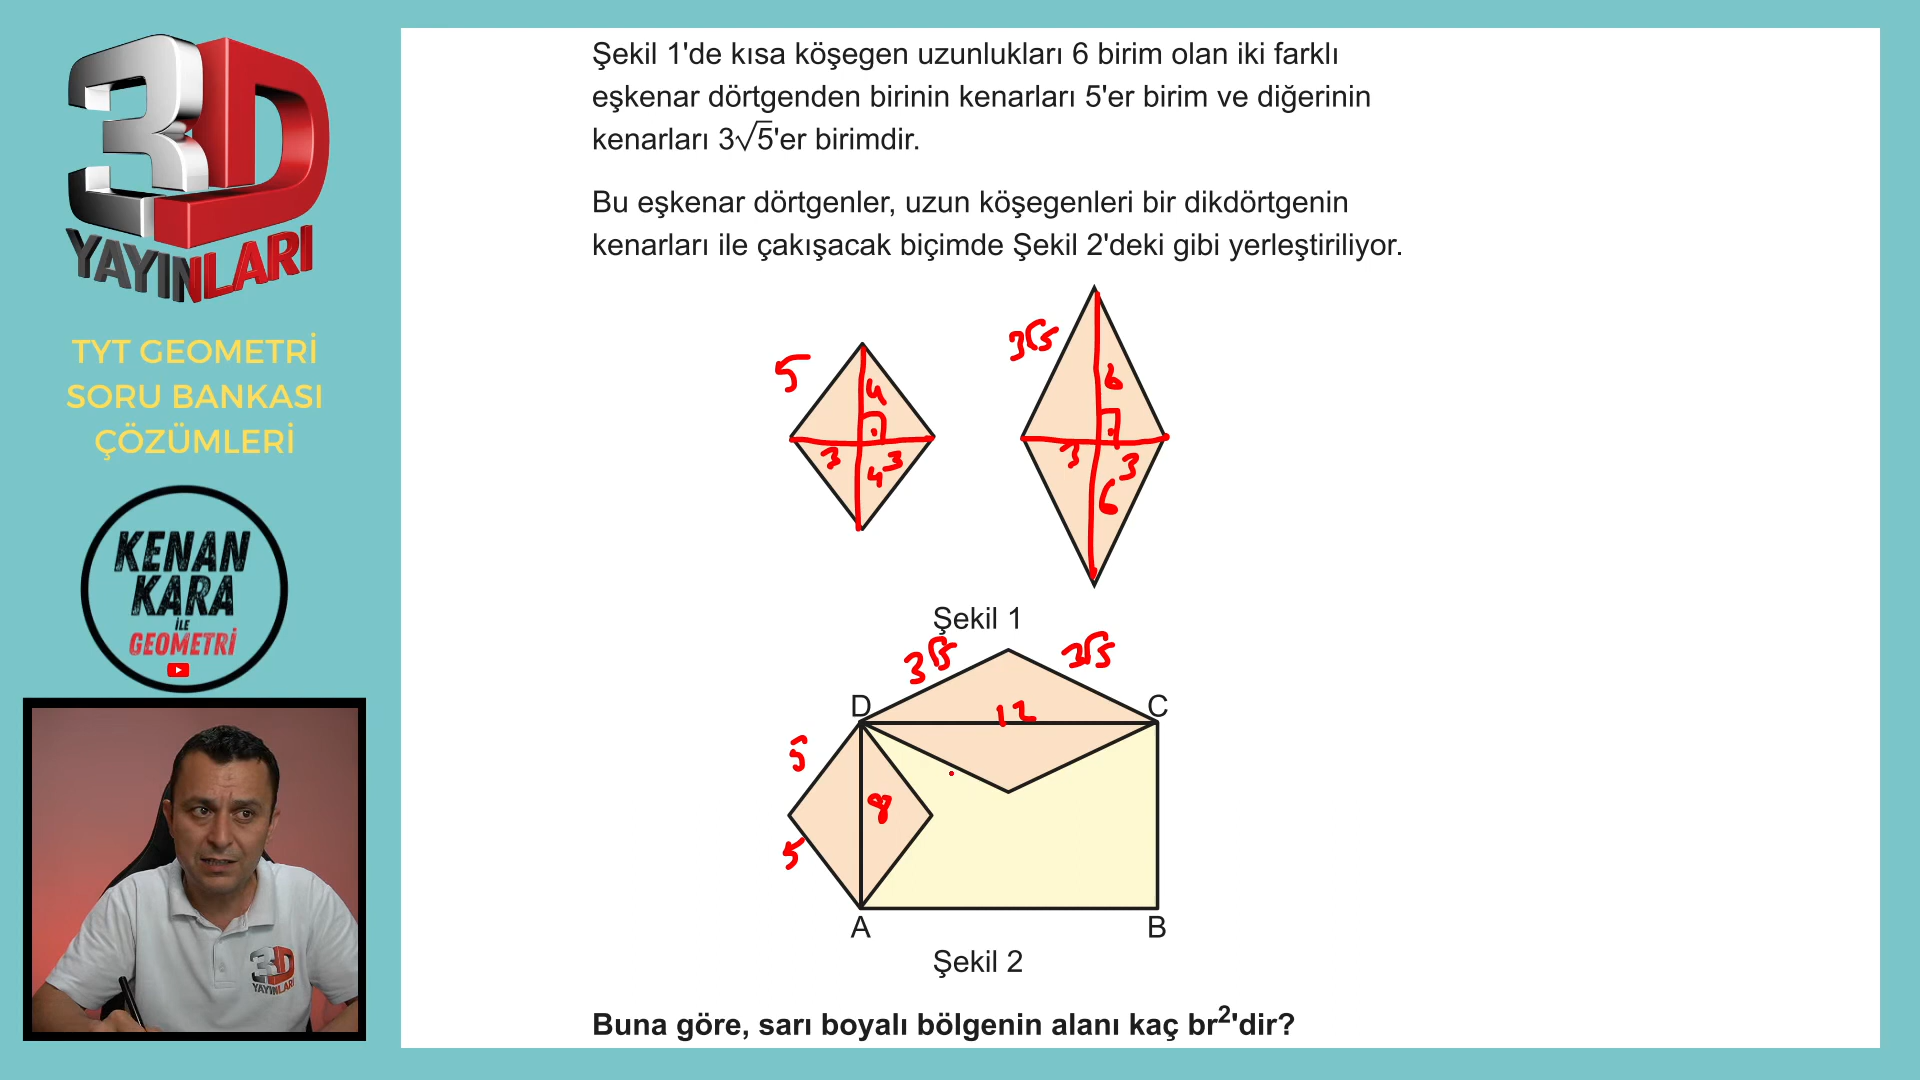 3D
YAYINLARI
TYT GEOMETRİ
SORU BANKASI
ÇÖZÜMLERİ
KENAN
KARA
İLE
GEOMETRİ
3D
YAYINLARI
Şekil 1'de kısa köşegen uzunlukları 6 birim olan iki farklı
eşkenar dörtgenden birinin kenarları 5'er birim ve diğerinin
kenarları 3√5'er birimdir.
Bu eşkenar dörtgenler, uzun köşegenleri bir dikdörtgenin
kenarları ile çakışacak biçimde Şekil 2'deki gibi yerleştiriliyor.
5
4
3
3
4
3√5
6
3
3
6
Şekil 1
3√5
3√5
D
C
12
5
8
5
A
B
Şekil 2
Buna göre, sarı boyalı bölgenin alanı kaç br²'dir?